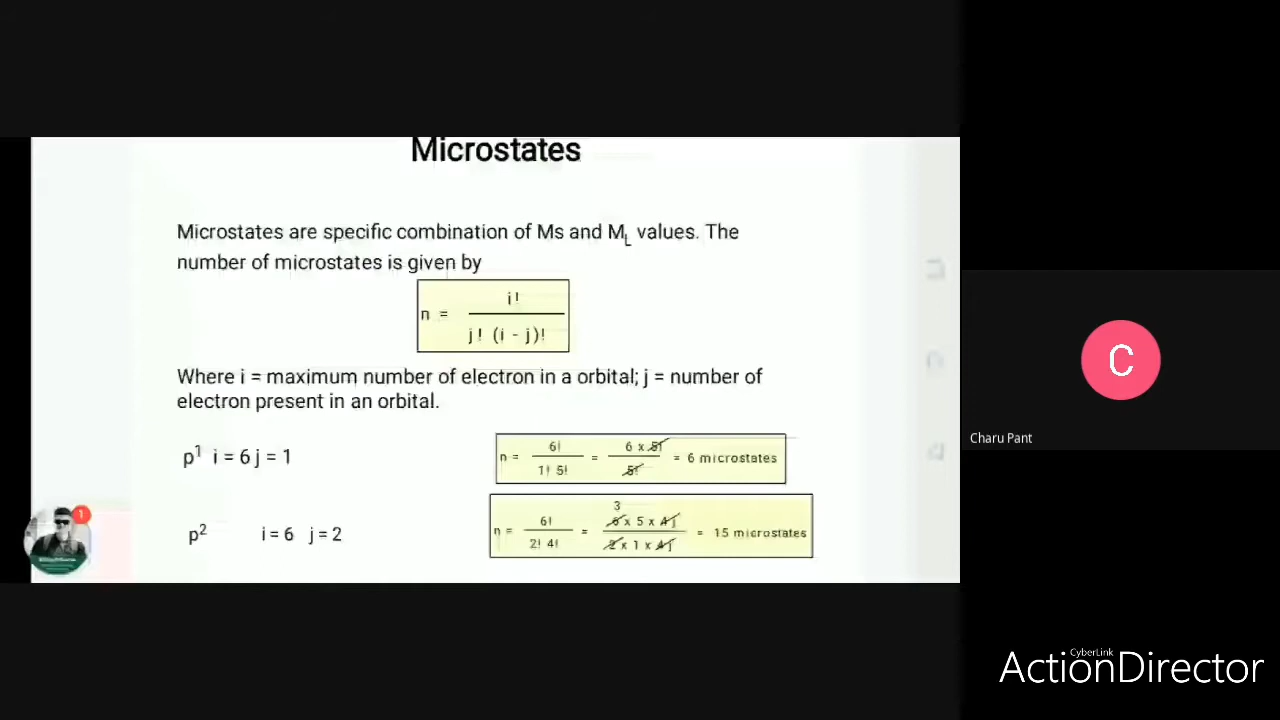 Microstates
Microstates are specific combination of Ms and ML values. The
number of microstates is given by
n = i! / j! (i - j)!
Where i = maximum number of electron in a orbital; j = number of
electron present in an orbital.
p1 i = 6 j = 1
n = 6! / 1! 5! = 6 x 5! / 5! = 6 microstates
p2 i = 6 j = 2
3
n = 6! / 2! 4! = 6 x 5 x 4! / 2 x 1 x 4! = 15 microstates
1
C
Charu Pant
CyberLink
ActionDirector